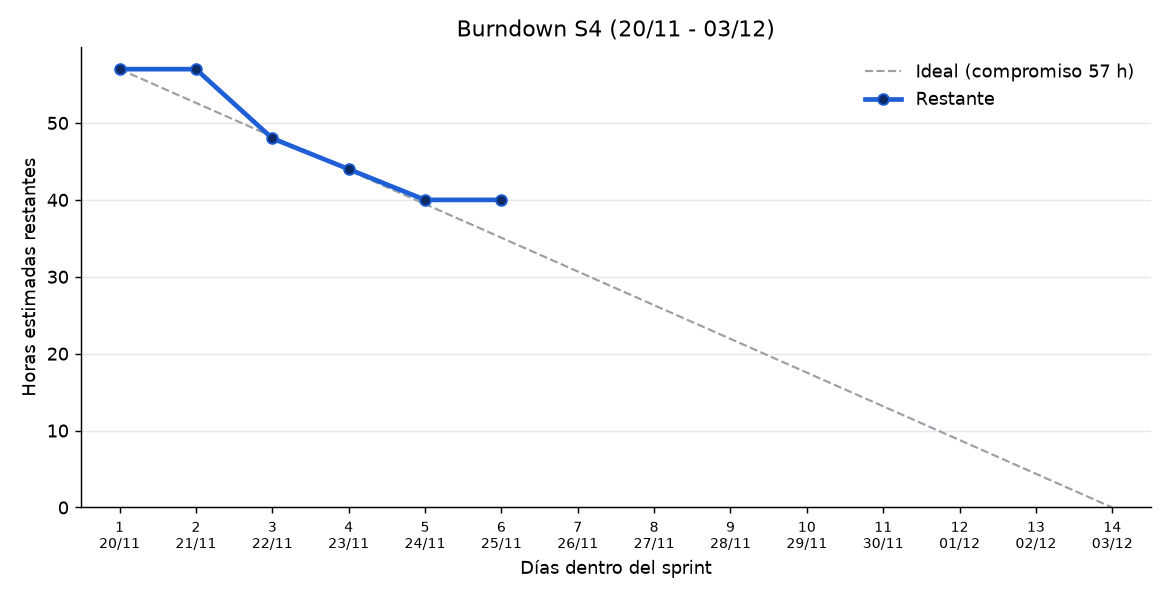 Burndown S4 (20/11 - 03/12)
Ideal (compromiso 57 h)
Restante
Horas estimadas restantes
50
40
30
20
10
0
1 2 3 4 5 6 7 8 9 10 11 12 13 14
20/11 21/11 22/11 23/11 24/11 25/11 26/11 27/11 28/11 29/11 30/11 01/12 02/12 03/12
Días dentro del sprint